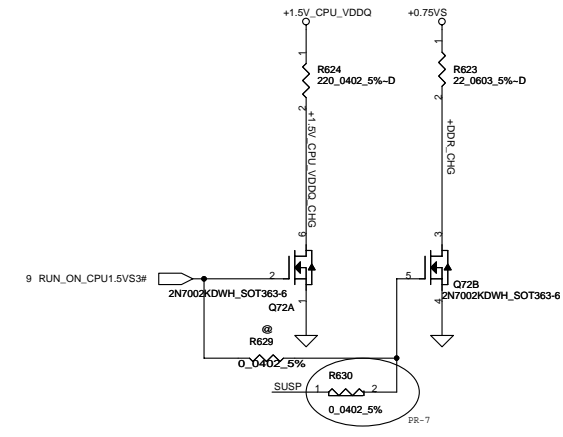 +1.5V_CPU_VDDQ
+0.75VS
1
1
R624
220_0402_5%~D
R623
22_0603_5%~D
2
2
+1.5V_CPU_VDDQ_CHG
+DDR_CHG
6
3
9 RUN_ON_CPU1.5VS3#
2
5
2N7002KDWH_SOT363-6
Q72A
1
Q72B
2N7002KDWH_SOT363-6
4
@
R629
0_0402_5%
R630
SUSP 1 2
0_0402_5%
PR-7